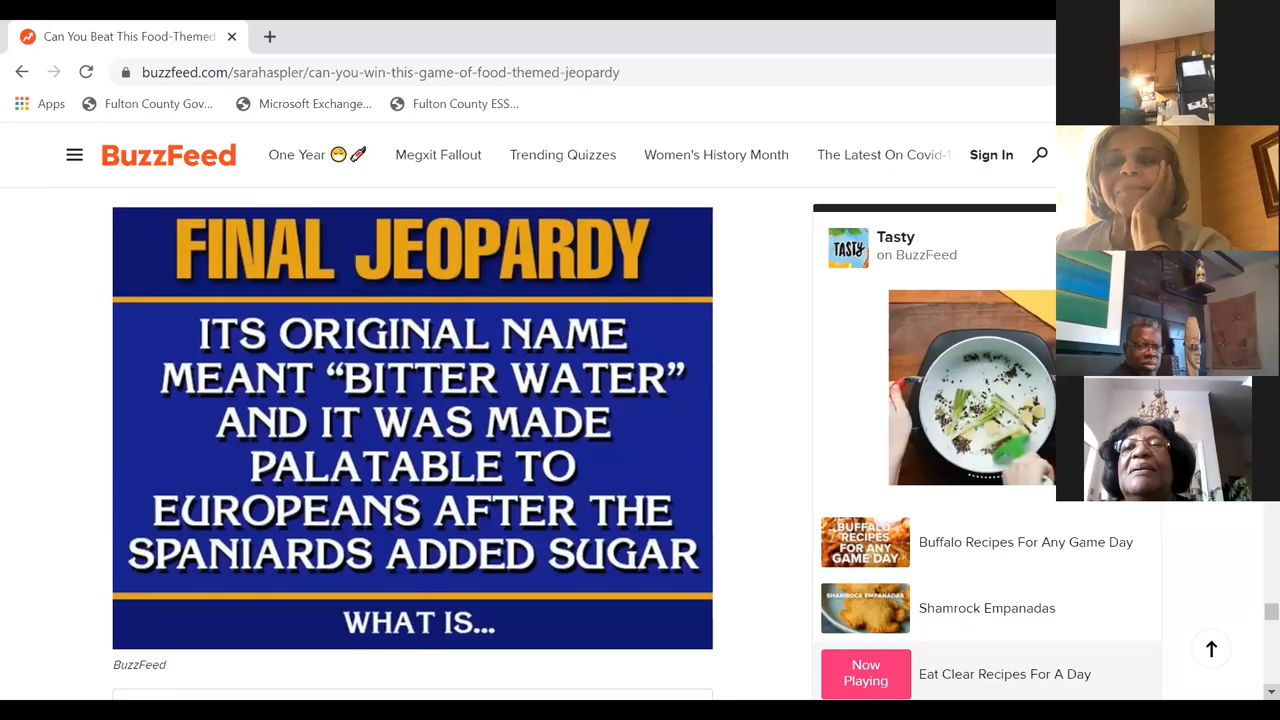 Can You Beat This Food-Themed
buzzfeed.com/sarahaspler/can-you-win-this-game-of-food-themed-jeopardy
Apps
Fulton County Gov...
Microsoft Exchange...
Fulton County ESS...
BuzzFeed
One Year
Megxit Fallout
Trending Quizzes
Women's History Month
The Latest On Covid-1
Sign In
FINAL JEOPARDY
ITS ORIGINAL NAME
MEANT “BITTER WATER”
AND IT WAS MADE
PALATABLE TO
EUROPEANS AFTER THE
SPANIARDS ADDED SUGAR
WHAT IS...
BuzzFeed
TASTY
Tasty
on BuzzFeed
BUFFALO
RECIPES
FOR ANY
GAME DAY
Buffalo Recipes For Any Game Day
SHAMROCK EMPANADAS
Shamrock Empanadas
Now
Playing
Eat Clear Recipes For A Day